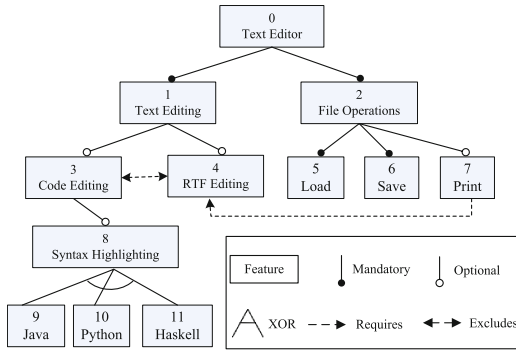 0
Text Editor
1
Text Editing
2
File Operations
3
Code Editing
4
RTF Editing
5
Load
6
Save
7
Print
8
Syntax Highlighting
9
Java
10
Python
11
Haskell
Feature
Mandatory
Optional
XOR
Requires
Excludes